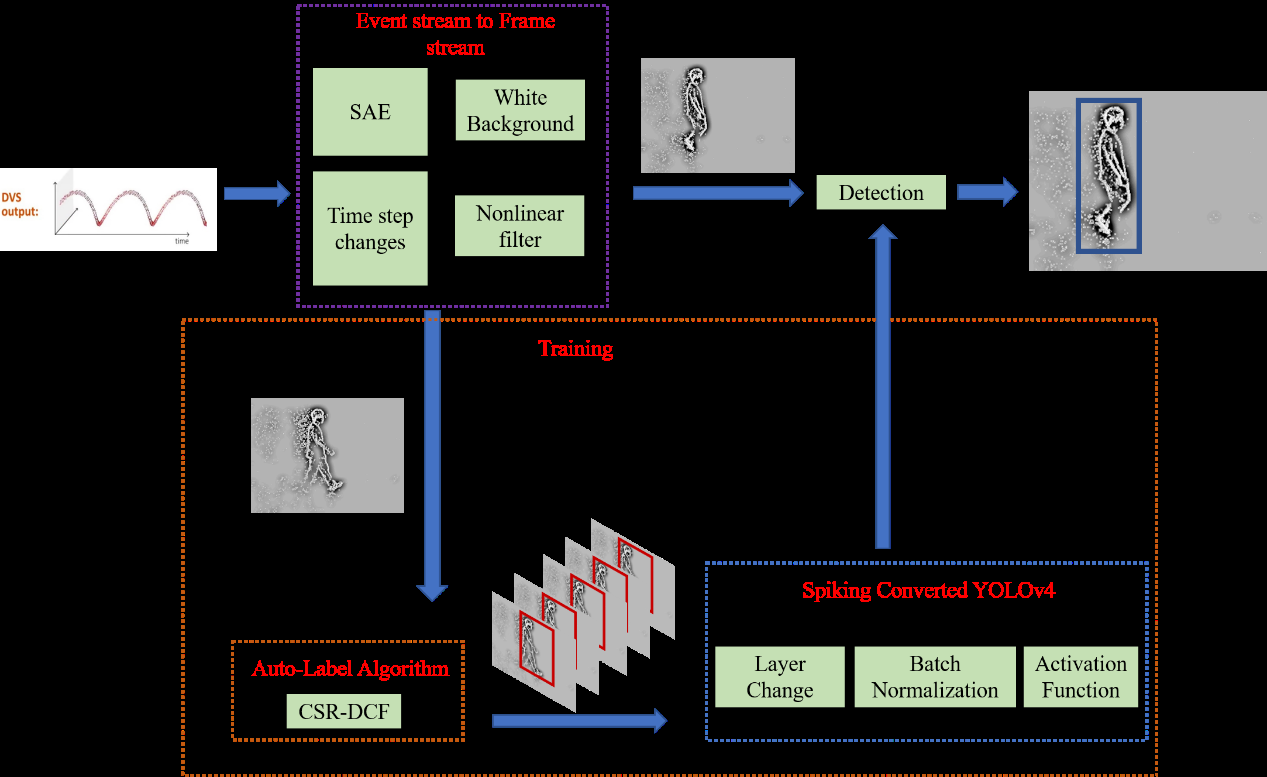 Event stream to Frame
stream
SAE
White
Background
Time step
changes
Nonlinear
filter
DVS
output:
time
Detection
Training
Auto-Label Algorithm
CSR-DCF
Spiking Converted YOLOv4
Layer
Change
Batch
Normalization
Activation
Function